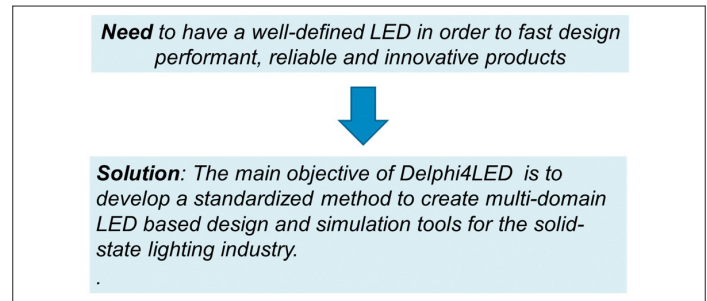 Need to have a well-defined LED in order to fast design
performant, reliable and innovative products
Solution: The main objective of Delphi4LED is to
develop a standardized method to create multi-domain
LED based design and simulation tools for the solid-
state lighting industry.
.